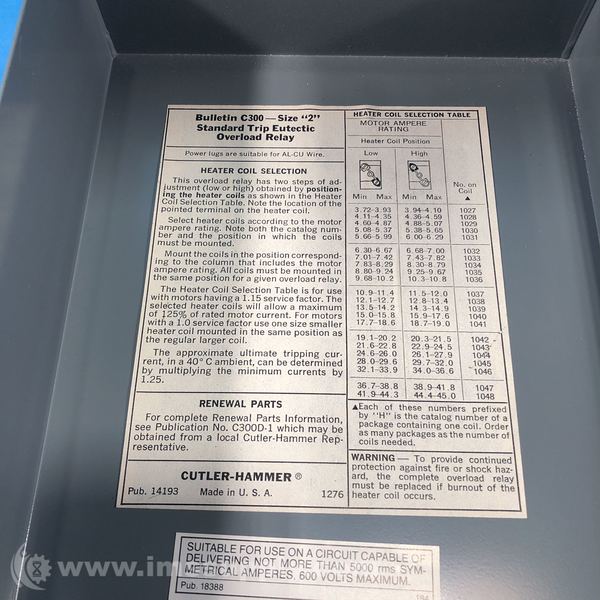 Bulletin C300—Size "2"
Standard Trip Eutectic
Overload Relay
Power lugs are suitable for AL-CU Wire.
HEATER COIL SELECTION
This overload relay has two steps of ad-
justment (low or high) obtained by position-
ing the heater coils as shown in the Heater
Coil Selection Table. Note the location of the
pointed terminal on the heater coil.
Select heater coils according to the motor
ampere rating. Note both the catalog num-
ber and the position in which the coils
must be mounted.
Mount the coils in the position correspond-
ing to the column that includes the motor
ampere rating. All coils must be mounted in
the same position for a given overload relay.
The Heater Coil Selection Table is for use
with motors having a 1.15 service factor. The
selected heater coils will allow a maximum
of 125% of rated motor current. For motors
with a 1.0 service factor use one size smaller
heater coil mounted in the same position as
the regular larger coil.
The approximate ultimate tripping cur-
rent, in a 40° C ambient, can be determined
by multiplying the minimum currents by
1.25.
RENEWAL PARTS
For complete Renewal Parts Information,
see Publication No. C300D-1 which may be
obtained from a local Cutler-Hammer Rep-
resentative.
CUTLER-HAMMER ®
Pub. 14193 Made in U. S. A. 1276
HEATER COIL SELECTION TABLE
MOTOR AMPERE
RATING
Heater Coil Position
Low High
No. on
Coil
▲
Min Max Min Max
3.72-3.93 3.94-4.10 1027
4.11-4.35 4.36-4.59 1028
4.60-4.87 4.88-5.07 1029
5.08-5.37 5.38-5.65 1030
5.66-5.99 6.00-6.29 1031
6.30-6.67 6.68-7.00 1032
7.01-7.42 7.43-7.82 1033
7.83-8.29 8.30-8.79 1034
8.80-9.24 9.25-9.67 1035
9.68-10.2 10.3-10.8 1036
10.9-11.4 11.5-12.0 1037
12.1-12.7 12.8-13.4 1038
13.5-14.2 14.3-14.9 1039
15.0-15.8 15.9-17.6 1040
17.7-18.6 18.7-19.0 1041
19.1-20.2 20.3-21.5 1042
21.6-22.8 22.9-24.5 1043
24.6-26.0 26.1-27.9 1044
28.0-29.6 29.7-32.0 1045
32.1-33.9 34.0-36.6 1046
36.7-38.8 38.9-41.8 1047
41.9-44.3 44.4-45.0 1048
▲Each of these numbers prefixed
by "H" is the catalog number of a
package containing one coil. Order
as many packages as the number of
coils needed.
WARNING — To provide continued
protection against fire or shock haz-
ard, the complete overload relay
must be replaced if burnout of the
heater coil occurs.
SUITABLE FOR USE ON A CIRCUIT CAPABLE OF
DELIVERING NOT MORE THAN 5000 rms SYM-
METRICAL AMPERES, 600 VOLTS MAXIMUM.
Pub. 18388